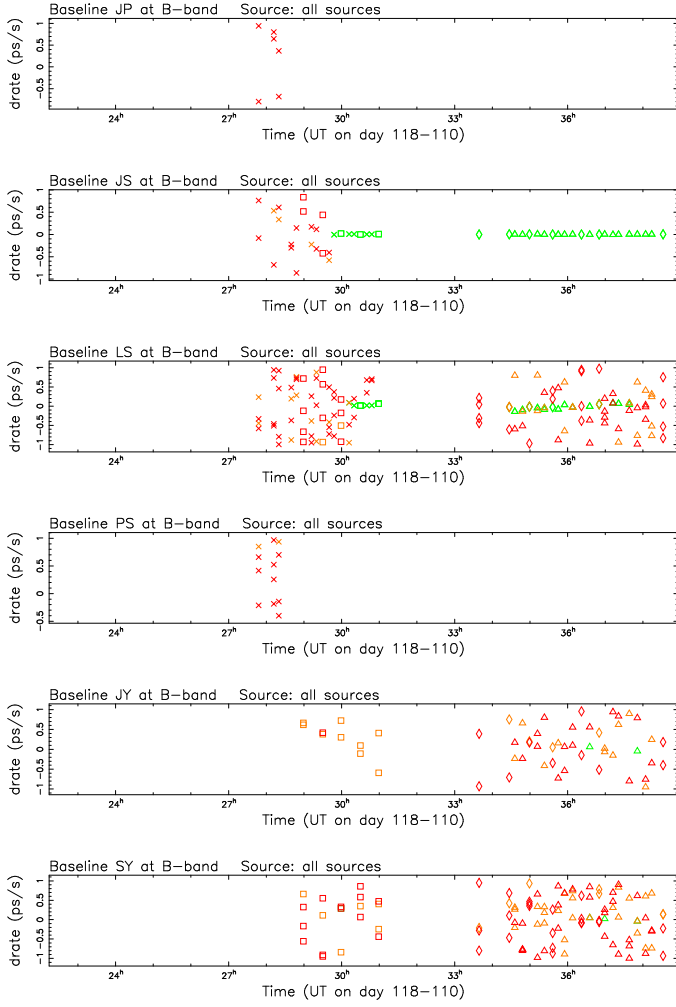 Baseline JP at B-band Source: all sources
drate (ps/s)
1
0.5
0
-0.5
-1
24h 27h 30h 33h 36h
Time (UT on day 118-110)
Baseline JS at B-band Source: all sources
drate (ps/s)
1
0.5
0
-0.5
-1
24h 27h 30h 33h 36h
Time (UT on day 118-110)
Baseline LS at B-band Source: all sources
drate (ps/s)
1
0.5
0
-0.5
-1
24h 27h 30h 33h 36h
Time (UT on day 118-110)
Baseline PS at B-band Source: all sources
drate (ps/s)
1
0.5
0
-0.5
24h 27h 30h 33h 36h
Time (UT on day 118-110)
Baseline JY at B-band Source: all sources
drate (ps/s)
1
0.5
0
-0.5
-1
24h 27h 30h 33h 36h
Time (UT on day 118-110)
Baseline SY at B-band Source: all sources
drate (ps/s)
1
0.5
0
-0.5
-1
24h 27h 30h 33h 36h
Time (UT on day 118-110)